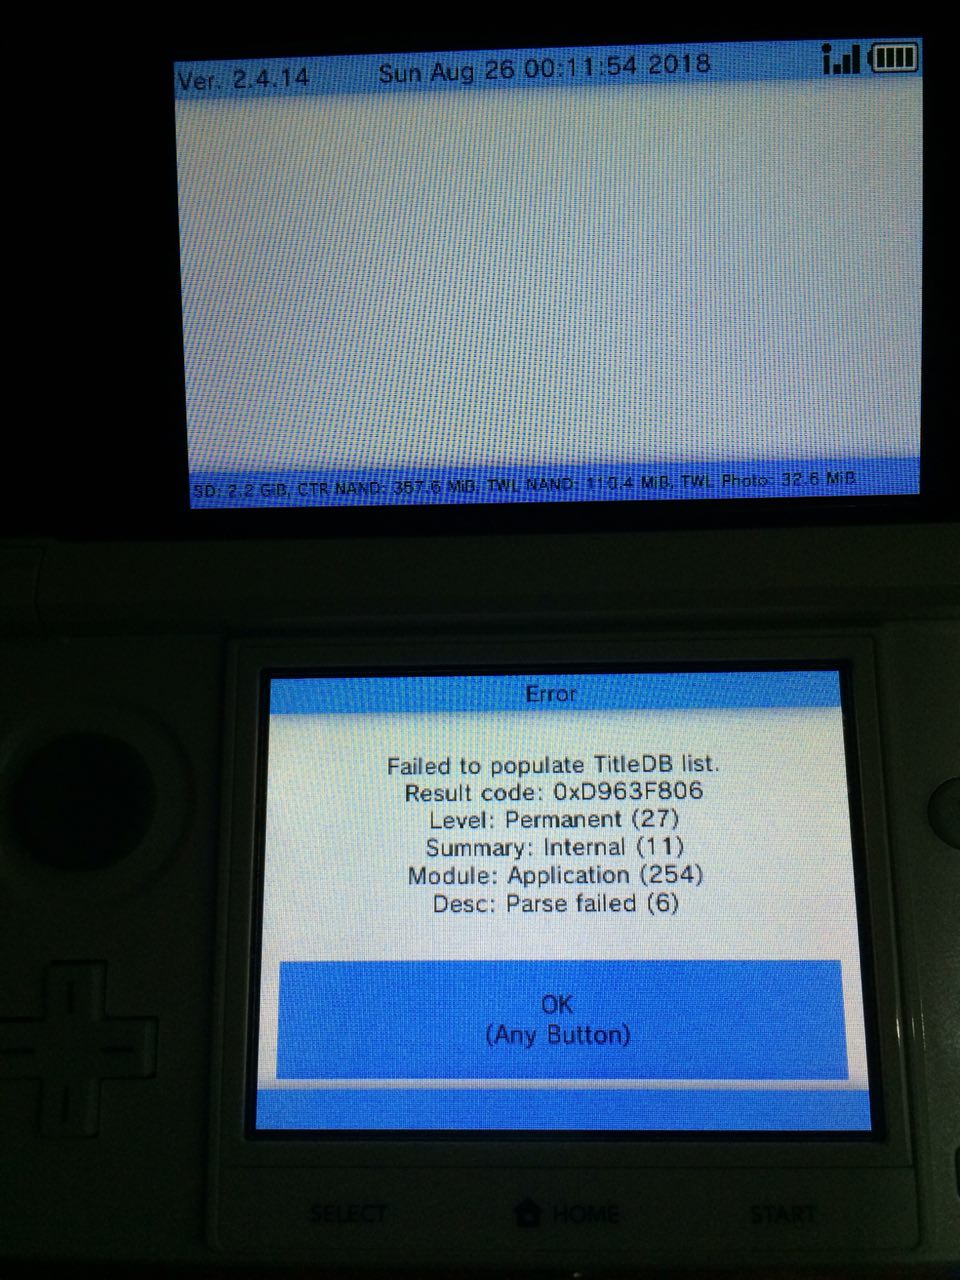 Ver. 2.4.14 Sun Aug 26 00:11:54 2018
SD: 2.2 GiB, CTR NAND: 357.6 MiB, TWL NAND: 110.4 MiB, TWL Photo: 32.6 MiB
Error
Failed to populate TitleDB list.
Result code: 0xD963F806
Level: Permanent (27)
Summary: Internal (11)
Module: Application (254)
Desc: Parse failed (6)
OK
(Any Button)
SELECT HOME START